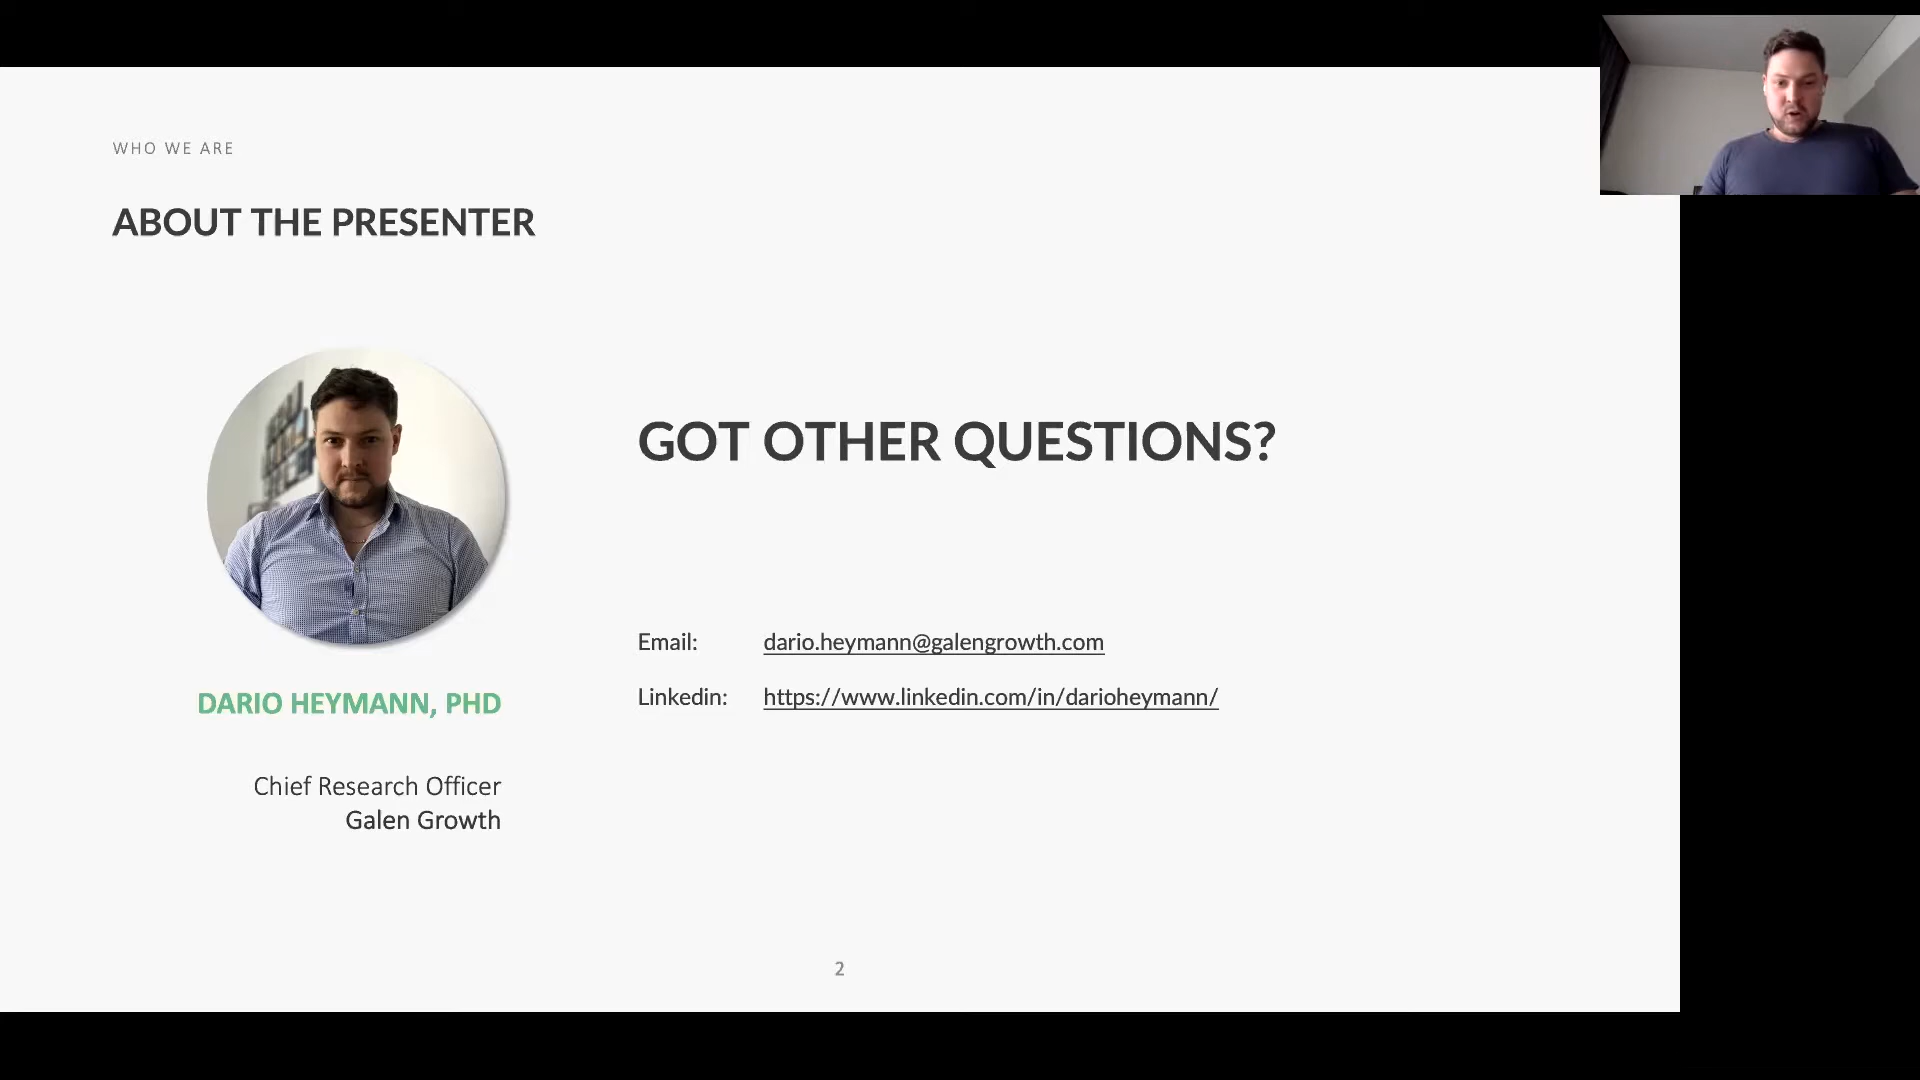 WHO WE ARE
ABOUT THE PRESENTER
GOT OTHER QUESTIONS?
Email: dario.heymann@galengrowth.com
Linkedin: https://www.linkedin.com/in/darioheymann/
DARIO HEYMANN, PHD
Chief Research Officer
Galen Growth
2